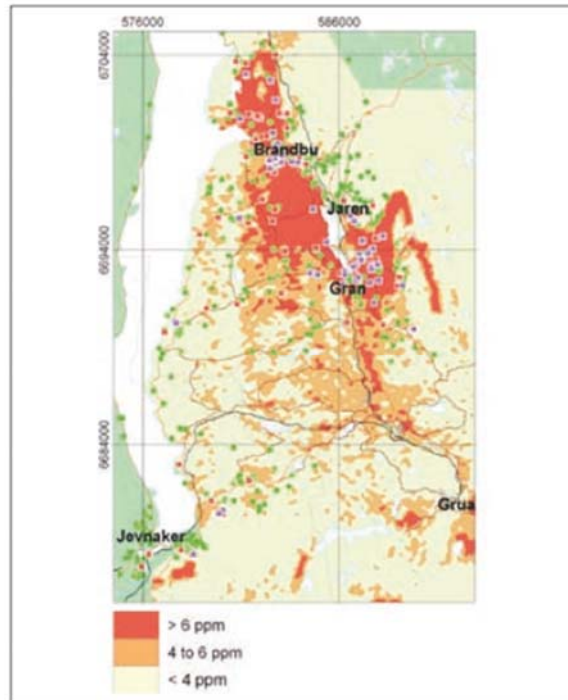 576000 586000
6704000
Brandbu
Jaren
6694000
Gran
6684000
Grua
Jevnaker
> 6 ppm
4 to 6 ppm
< 4 ppm